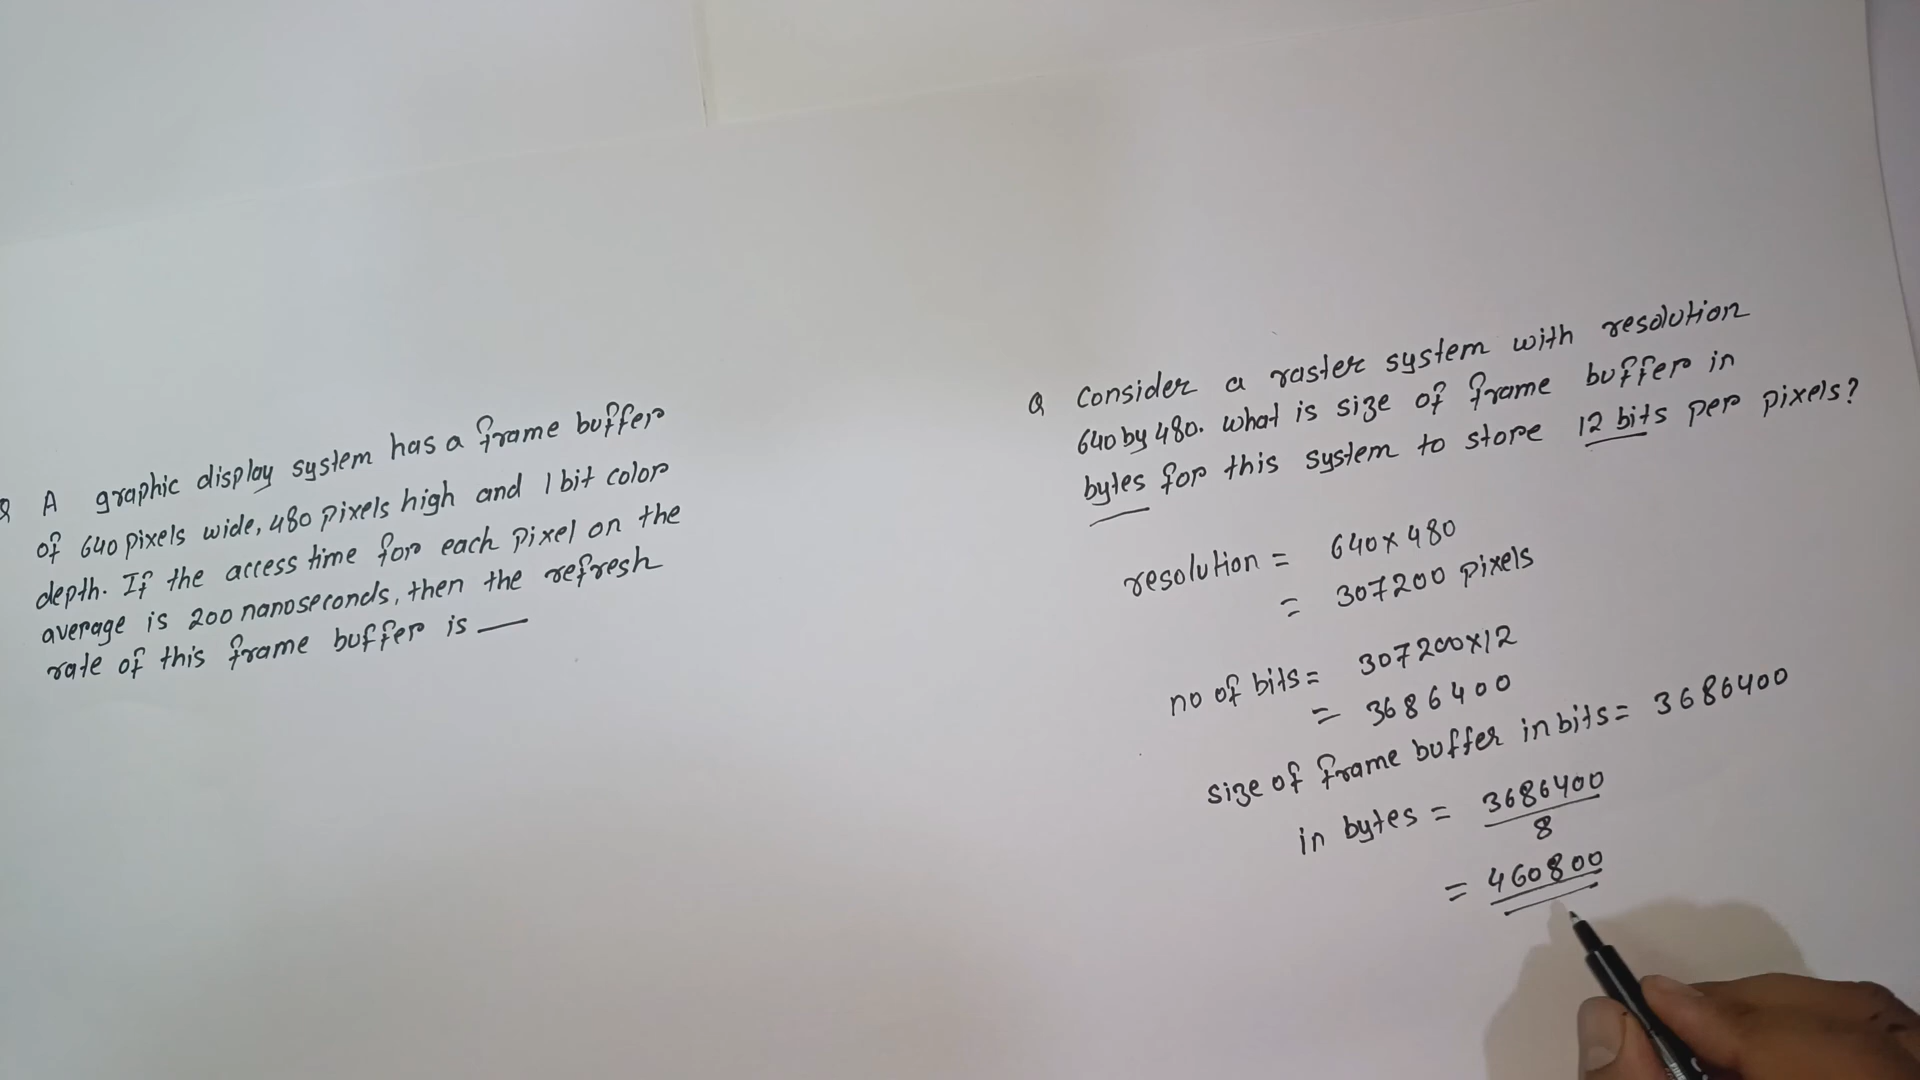 Q A graphic display system has a frame buffer
of 640 pixels wide, 480 pixels high and 1 bit color
depth. If the access time for each pixel on the
average is 200 nanoseconds, then the refresh
rate of this frame buffer is —
Q Consider a raster system with resolution
640 by 480. what is size of frame buffer in
bytes for this system to store 12 bits per pixels?
resolution = 640 x 480
= 307200 pixels
no of bits = 307200x12
= 3686400
size of frame buffer in bits = 3686400
in bytes = 3686400
8
= 460800